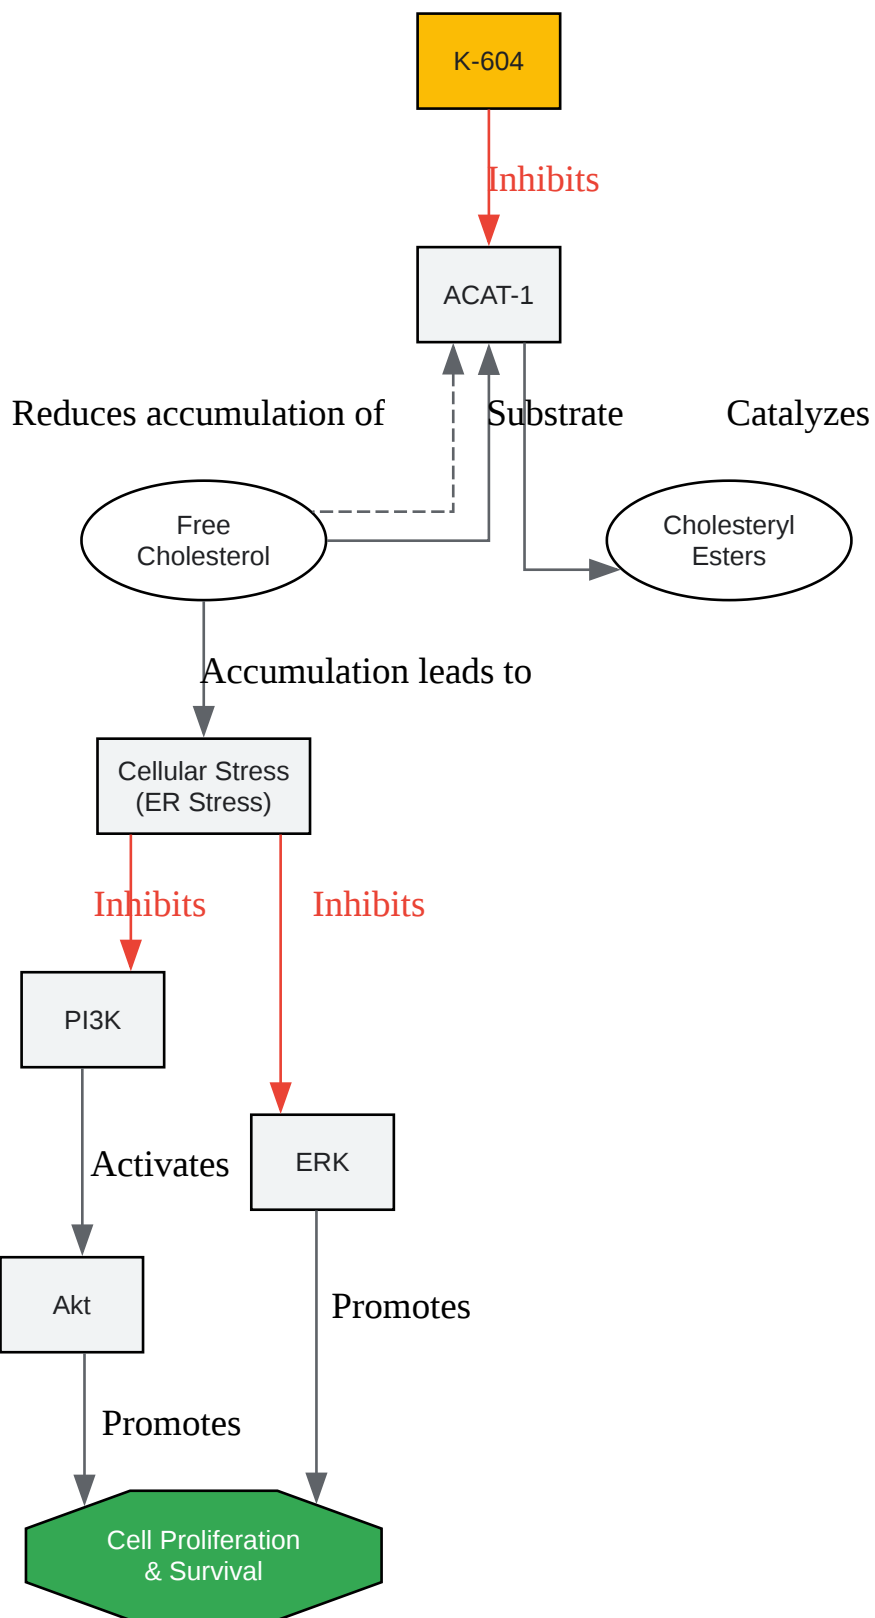 K-604
Inhibits
ACAT-1
Reduces accumulation of
Substrate
Catalyzes
Free
Cholesterol
Cholesteryl
Esters
Accumulation leads to
Cellular Stress
(ER Stress)
Inhibits
Inhibits
PI3K
Activates
ERK
Akt
Promotes
Promotes
Cell Proliferation
& Survival